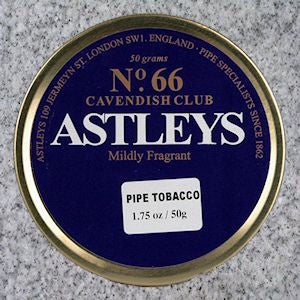 ASTLEYS 109 JERMEYN ST. LONDON SW1. ENGLAND · PIPE SPECIALISTS SINCE 1862
50 grams
No. 66
CAVENDISH CLUB
ASTLEYS
Mildly Fragrant
PIPE TOBACCO
1.75 oz / 50g